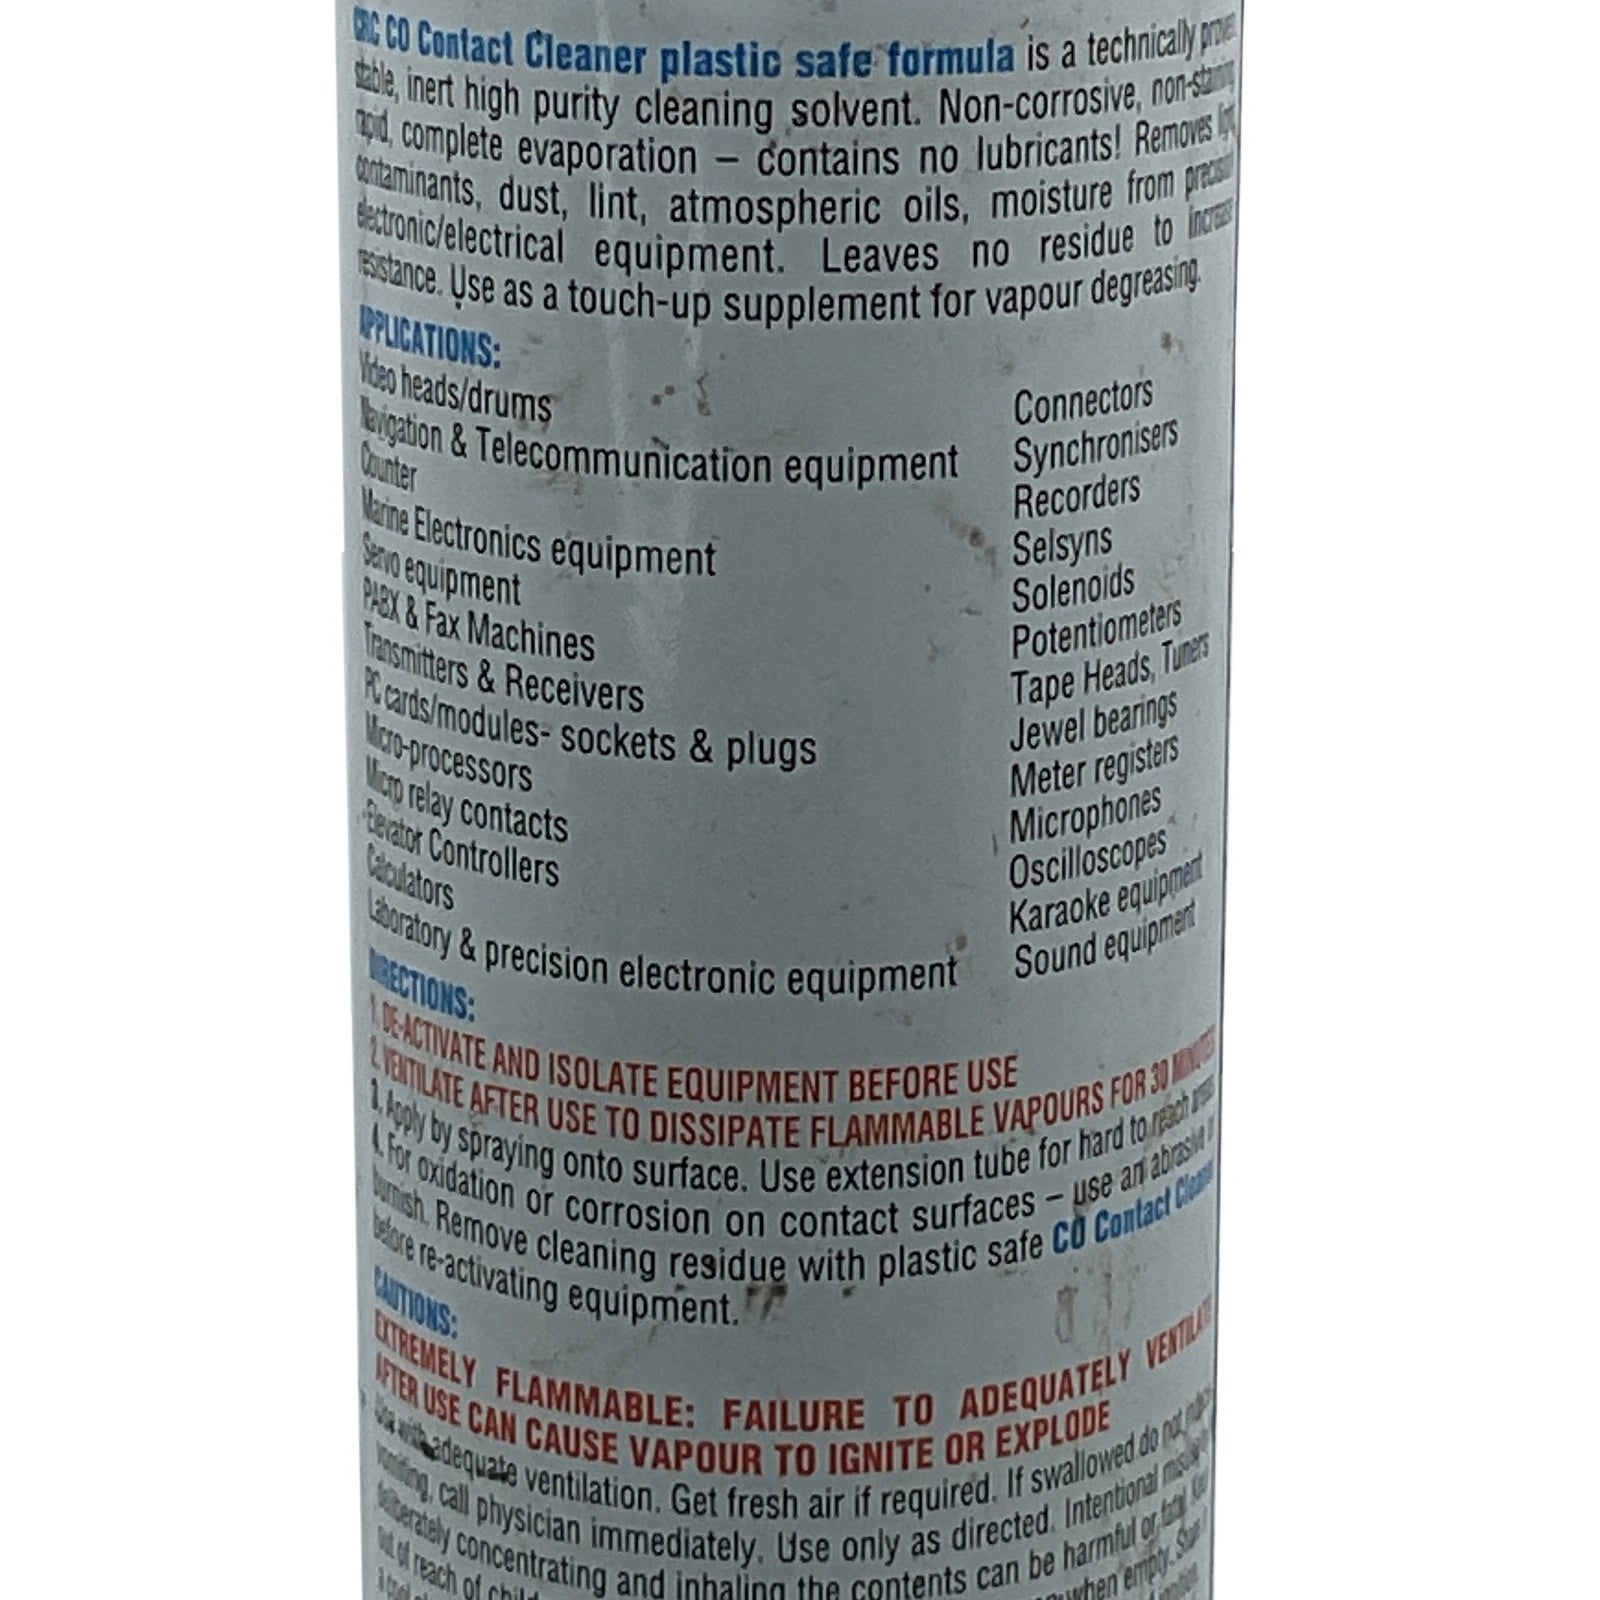 CRC CO Contact Cleaner plastic safe formula is a technically proven
stable, inert high purity cleaning solvent. Non-corrosive, non-staining
rapid, complete evaporation – contains no lubricants! Removes light
contaminants, dust, lint, atmospheric oils, moisture from precision
electronic/electrical equipment. Leaves no residue to increase
resistance. Use as a touch-up supplement for vapour degreasing.
APPLICATIONS:
Video heads/drums
Navigation & Telecommunication equipment
Counter
Marine Electronics equipment
Servo equipment
PABX & Fax Machines
Transmitters & Receivers
PC cards/modules- sockets & plugs
Micro-processors
Micro relay contacts
Elevator Controllers
Calculators
Laboratory & precision electronic equipment
Connectors
Synchronisers
Recorders
Selsyns
Solenoids
Potentiometers
Tape Heads, Tuners
Jewel bearings
Meter registers
Microphones
Oscilloscopes
Karaoke equipment
Sound equipment
DIRECTIONS:
1. DE-ACTIVATE AND ISOLATE EQUIPMENT BEFORE USE
2. VENTILATE AFTER USE TO DISSIPATE FLAMMABLE VAPOURS FOR 30 MINUTES
3. Apply by spraying onto surface. Use extension tube for hard to reach areas
4. For oxidation or corrosion on contact surfaces – use an abrasive or
burnish. Remove cleaning residue with plastic safe CO Contact Cleaner
before re-activating equipment.
CAUTIONS:
EXTREMELY FLAMMABLE: FAILURE TO ADEQUATELY VENTILATE
AFTER USE CAN CAUSE VAPOUR TO IGNITE OR EXPLODE
Use with adequate ventilation. Get fresh air if required. If swallowed do not induce
vomiting, call physician immediately. Use only as directed. Intentional misuse by
deliberately concentrating and inhaling the contents can be harmful or fatal. Keep
out of reach of when empty. Store
a cool